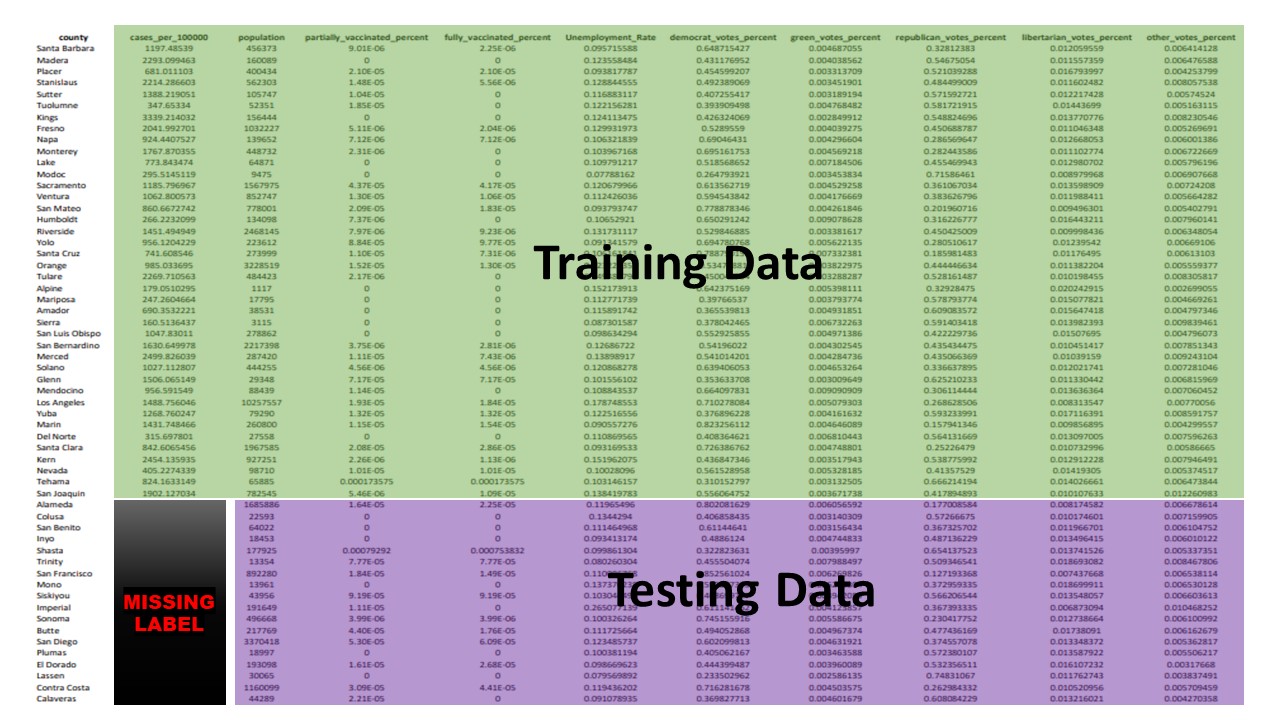 county cases_per_100000 population partially_vaccinated_percent fully_vaccinated_percent Unemployment_Rate democrat_votes_percent green_votes_percent republican_votes_percent libertarian_votes_percent other_votes_percent
Santa Barbara 1197.48539 456373 9.01E-06 2.25E-06 0.095715588 0.648715427 0.004687055 0.32812383 0.012059559 0.006414128
Madera 2293.099463 160089 0 0 0.123558484 0.431176952 0.004038562 0.54675054 0.011557359 0.006476588
Placer 681.011103 400434 2.10E-05 2.10E-05 0.093817787 0.454599207 0.003313709 0.521039288 0.016793997 0.004253799
Stanislaus 2214.286603 562303 1.48E-05 5.56E-06 0.128844555 0.492389069 0.003451901 0.484499009 0.011602482 0.008057538
Sutter 1388.219051 105747 1.04E-05 0 0.116883117 0.407255417 0.003189194 0.571592721 0.012217428 0.00574524
Tuolumne 347.65334 52351 1.85E-05 0 0.122156281 0.393909498 0.004768482 0.581721915 0.01443699 0.005163115
Kings 3339.214032 156444 0 0 0.124113475 0.426324069 0.002849912 0.548824696 0.013770776 0.008230546
Fresno 2041.992701 1032227 5.11E-06 2.04E-06 0.129931973 0.5289559 0.004039275 0.450688787 0.011046348 0.005269691
Napa 924.4407527 139652 7.12E-06 7.12E-06 0.106321839 0.69046431 0.004296604 0.286569647 0.012668053 0.006001386
Monterey 1767.870355 448732 2.31E-06 0 0.103967168 0.695161753 0.004569218 0.282443586 0.011102774 0.006722669
Lake 773.843474 64871 0 0 0.109791217 0.518568652 0.007184506 0.455469943 0.012980702 0.005796196
Modoc 295.5145119 9475 0 0 0.07788162 0.264793921 0.003453834 0.71586461 0.008979968 0.006907668
Sacramento 1185.796967 1567975 4.37E-05 4.17E-05 0.120679966 0.613562719 0.004529258 0.361067034 0.013598909 0.00724208
Ventura 1062.800573 852747 1.30E-05 1.06E-05 0.112426036 0.594543842 0.004176669 0.383626796 0.011988411 0.005664282
San Mateo 860.6672742 778001 2.09E-05 1.83E-05 0.093793747 0.778878346 0.004261846 0.201960716 0.009496301 0.005402791
Humboldt 266.2232099 134098 7.37E-06 0 0.10652921 0.650291242 0.009078628 0.316226777 0.016443211 0.007960141
Riverside 1451.494949 2468145 7.97E-06 9.23E-06 0.131731117 0.529846885 0.003381617 0.450425009 0.009998436 0.006348054
Yolo 956.1204229 223612 8.84E-05 9.77E-05 0.091341579 0.694780768 0.005622135 0.280510617 0.01239542 0.00669106
Santa Cruz 741.608546 273999 1.10E-05 7.31E-06 0.185981483 0.01176495 0.00613103
Orange 985.033695 3228519 1.52E-05 1.30E-05 0.444446634 0.011382204 0.005559377
Tulare 2269.710563 484423 2.17E-06 0 0.528161487 0.010198455 0.008305817
Alpine 179.0510295 1117 0 0 0.152173913 0.642375169 0.005398111 0.32928475 0.020242915 0.002699055
Mariposa 247.2604664 17795 0 0 0.112771739 0.39766537 0.003793774 0.578793774 0.015077821 0.004669261
Amador 690.3532221 38531 0 0 0.115891742 0.365539813 0.004931851 0.609083572 0.015647418 0.004797346
Sierra 160.5136437 3115 0 0 0.087301587 0.378042465 0.006732263 0.591403418 0.013982393 0.009839461
San Luis Obispo 1047.83011 278862 0 0 0.098634294 0.552925855 0.004971386 0.422229736 0.01507695 0.004796073
San Bernardino 1630.649978 2217398 3.75E-06 2.81E-06 0.12686722 0.54196022 0.004302545 0.435434475 0.010451417 0.007851343
Merced 2499.826039 287420 1.11E-05 7.43E-06 0.13898917 0.541014201 0.004284736 0.435066369 0.01039159 0.009243104
Solano 1027.112807 444255 4.56E-06 4.56E-06 0.120868278 0.639406053 0.004653264 0.336637895 0.012021741 0.007281046
Glenn 1506.065149 29348 7.17E-05 7.17E-05 0.101556102 0.353633708 0.003009649 0.625210233 0.011330442 0.006815969
Mendocino 956.591549 88439 1.14E-05 0 0.108843537 0.664097831 0.009090909 0.306114444 0.013636364 0.007060452
Los Angeles 1488.756046 10257557 1.93E-05 1.84E-05 0.178748553 0.710278084 0.005079303 0.268628506 0.008313547 0.00770056
Yuba 1268.760247 79290 1.32E-05 1.32E-05 0.122516556 0.376896228 0.004161632 0.593233991 0.017116391 0.008591757
Marin 1431.748466 260800 1.15E-05 1.54E-05 0.090557276 0.823256112 0.004646089 0.157941346 0.009856895 0.004299557
Del Norte 315.697801 27558 0 0 0.110869565 0.408364621 0.006810443 0.564131669 0.013097005 0.007596263
Santa Clara 842.6065456 1967585 2.08E-05 2.86E-05 0.093169533 0.726386762 0.004748801 0.25226479 0.010732996 0.00586665
Kern 2454.135935 927251 2.26E-06 1.13E-06 0.151962075 0.436847346 0.003517943 0.538775992 0.012912228 0.007946491
Nevada 405.2274339 98710 1.01E-05 1.01E-05 0.10028096 0.561528958 0.005328185 0.41357529 0.01419305 0.005374517
Tehama 824.1633149 65885 0.000173575 0.000173575 0.103146157 0.310152797 0.003132505 0.666214194 0.014026661 0.006473844
San Joaquin 1902.127034 782545 5.46E-06 1.09E-05 0.138419783 0.556064752 0.003671738 0.417894893 0.010107633 0.012260983
Training Data
Alameda 1685886 1.64E-05 2.25E-05 0.11965496 0.802081629 0.006056592 0.177008584 0.008174582 0.006678614
Colusa 22593 0 0 0.1344294 0.406858435 0.003140309 0.57266675 0.010174601 0.007159905
San Benito 64022 0 0 0.111464968 0.61144641 0.003156434 0.367325702 0.011966701 0.006104752
Inyo 18453 0 0 0.093413174 0.4886124 0.004744833 0.487136229 0.013496415 0.006010122
Shasta 177925 0.00079292 0.000753832 0.099861304 0.322823631 0.00395997 0.654137523 0.013741526 0.005337351
Trinity 13354 7.77E-05 7.77E-05 0.080260304 0.455504074 0.007988497 0.509346541 0.018693082 0.008467806
San Francisco 892280 1.84E-05 1.49E-05 0.852561024 0.006269826 0.127193368 0.007437668 0.006538114
Mono 13961 0 0 0.372959335 0.018699911 0.006530128
Siskiyou 43956 9.19E-05 9.19E-05 0.566206544 0.013548057 0.006603613
Imperial 191649 1.11E-05 0 0.265077139 0.004123857 0.367393335 0.006873094 0.010468252
Sonoma 496668 3.99E-06 3.99E-06 0.100326264 0.745155916 0.005586675 0.230417752 0.012738664 0.006100992
Butte 217769 4.40E-05 1.76E-05 0.111725664 0.494052868 0.004967374 0.477436169 0.01738091 0.006162679
San Diego 3370418 5.30E-05 6.09E-05 0.123485737 0.602099813 0.004631921 0.374557078 0.013348372 0.005362817
Plumas 18997 0 0 0.100381194 0.405062167 0.003463588 0.572380107 0.013587922 0.005506217
El Dorado 193098 1.61E-05 2.68E-05 0.098669623 0.444399487 0.003960089 0.532356511 0.016107232 0.00317668
Lassen 30065 0 0 0.079569892 0.233502962 0.002586135 0.74831067 0.011762743 0.003837491
Contra Costa 1160099 3.09E-05 4.41E-05 0.119436202 0.716281678 0.004503575 0.262984332 0.010520956 0.005709459
Calaveras 44289 2.21E-05 0 0.091078935 0.369827713 0.004601679 0.608084229 0.013216021 0.004270358
MISSING
LABEL
Testing Data